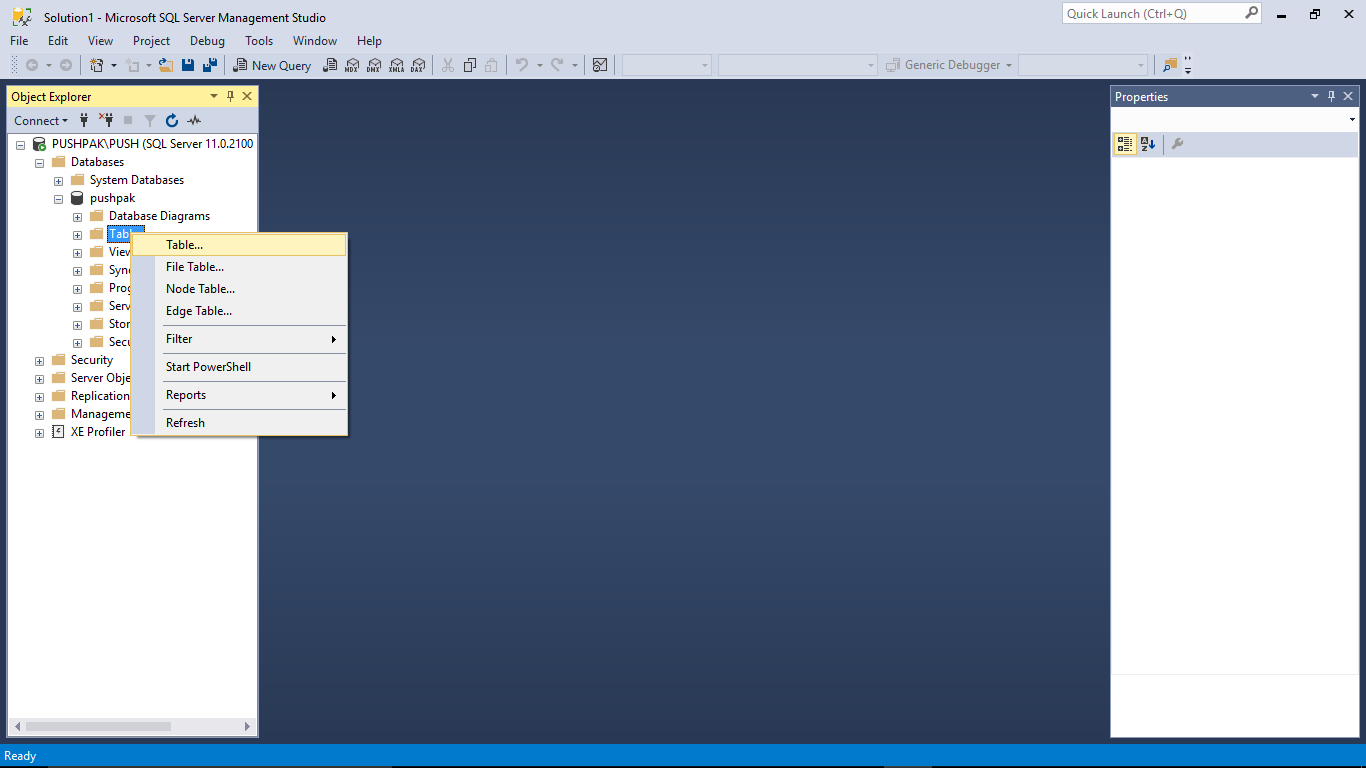 Solution1 - Microsoft SQL Server Management Studio
Quick Launch (Ctrl+Q)
File Edit View Project Debug Tools Window Help
New Query MDX DMX XMLA DAX Generic Debugger
Object Explorer
Connect
PUSHPAK\PUSH (SQL Server 11.0.2100
Databases
System Databases
pushpak
Database Diagrams
Tab
View
Syn
Prog
Serv
Stor
Secu
Security
Server Obje
Replication
Manageme
XE Profiler
Table...
File Table...
Node Table...
Edge Table...
Filter
Start PowerShell
Reports
Refresh
Properties
Ready